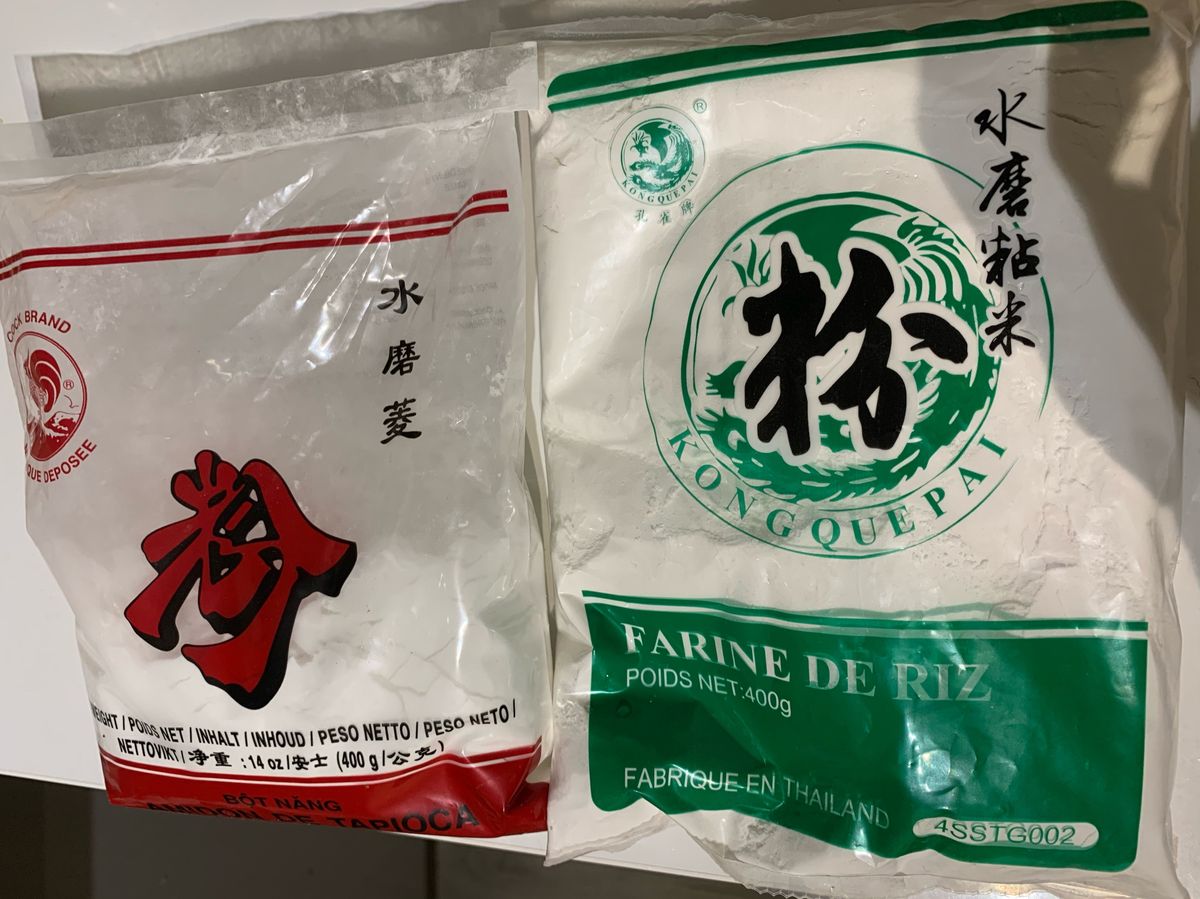 COCK BRAND
QUE DEPOSEE
水磨菱
粉
EIGHT / POIDS NET / INHALT / INHOUD / PESO NETTO / PESO NETO /
NETTOVIKT / 淨重 : 14 oz/安士 (400 g/公克)
BỘT NĂNG
AMIDON DE TAPIOCA
®
KONGQUEPAI
孔雀牌
水磨粘米
粉
KONGQUEPAI
FARINE DE RIZ
POIDS NET:400g
FABRIQUE EN THAILAND
4SSTG002